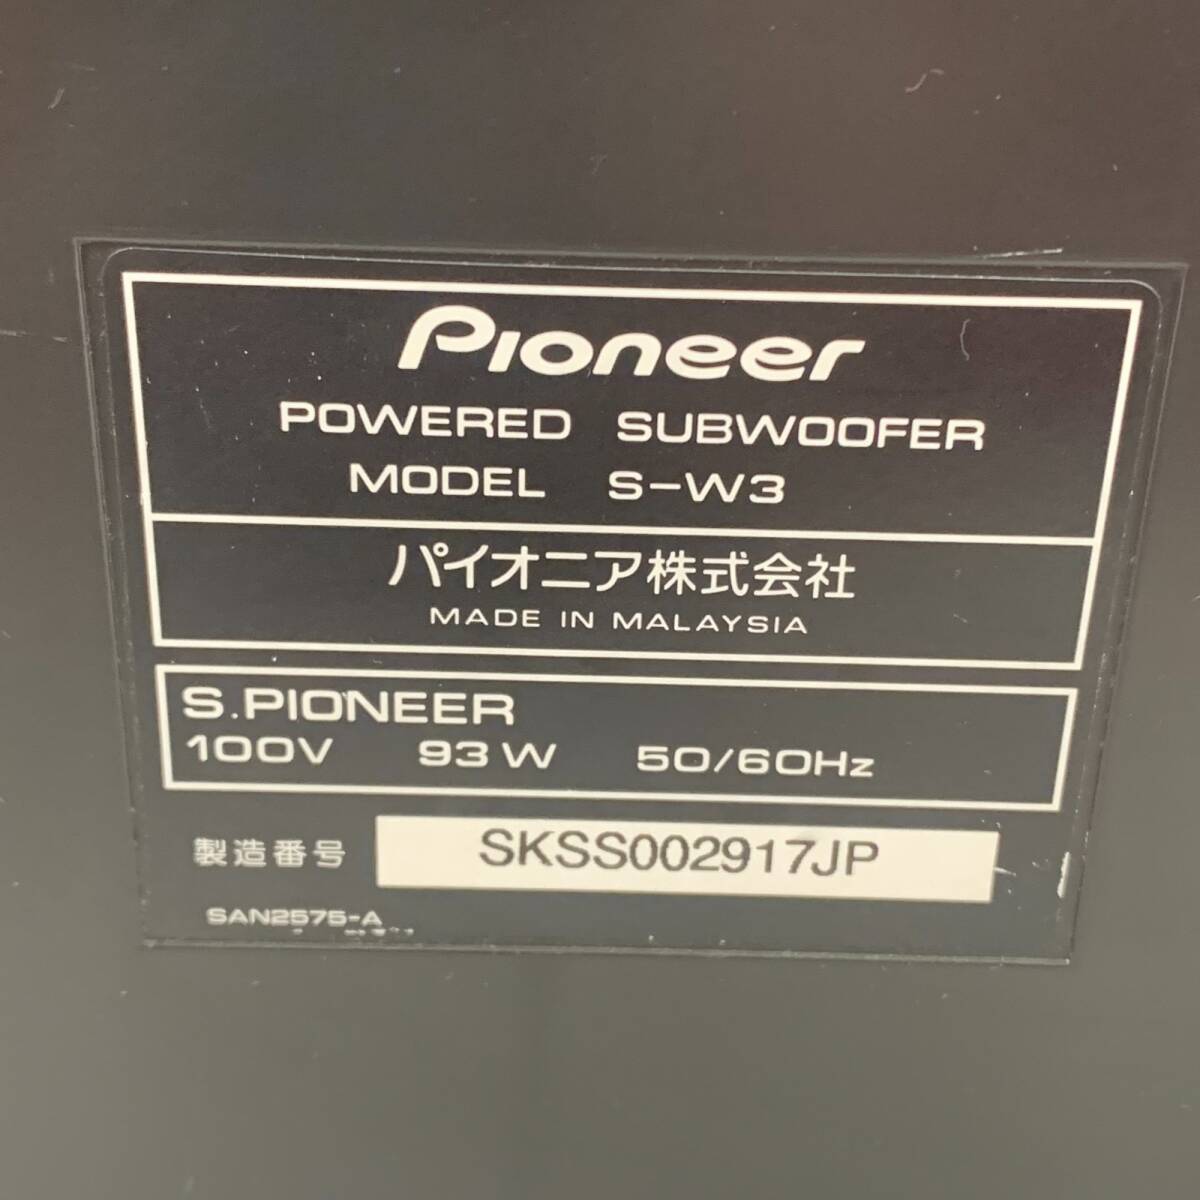 Pioneer
POWERED SUBWOOFER
MODEL S-W3
パイオニア株式会社
MADE IN MALAYSIA
S.PIONEER
100V 93W 50/60Hz
製造番号 SKSS002917JP
SAN2575-A